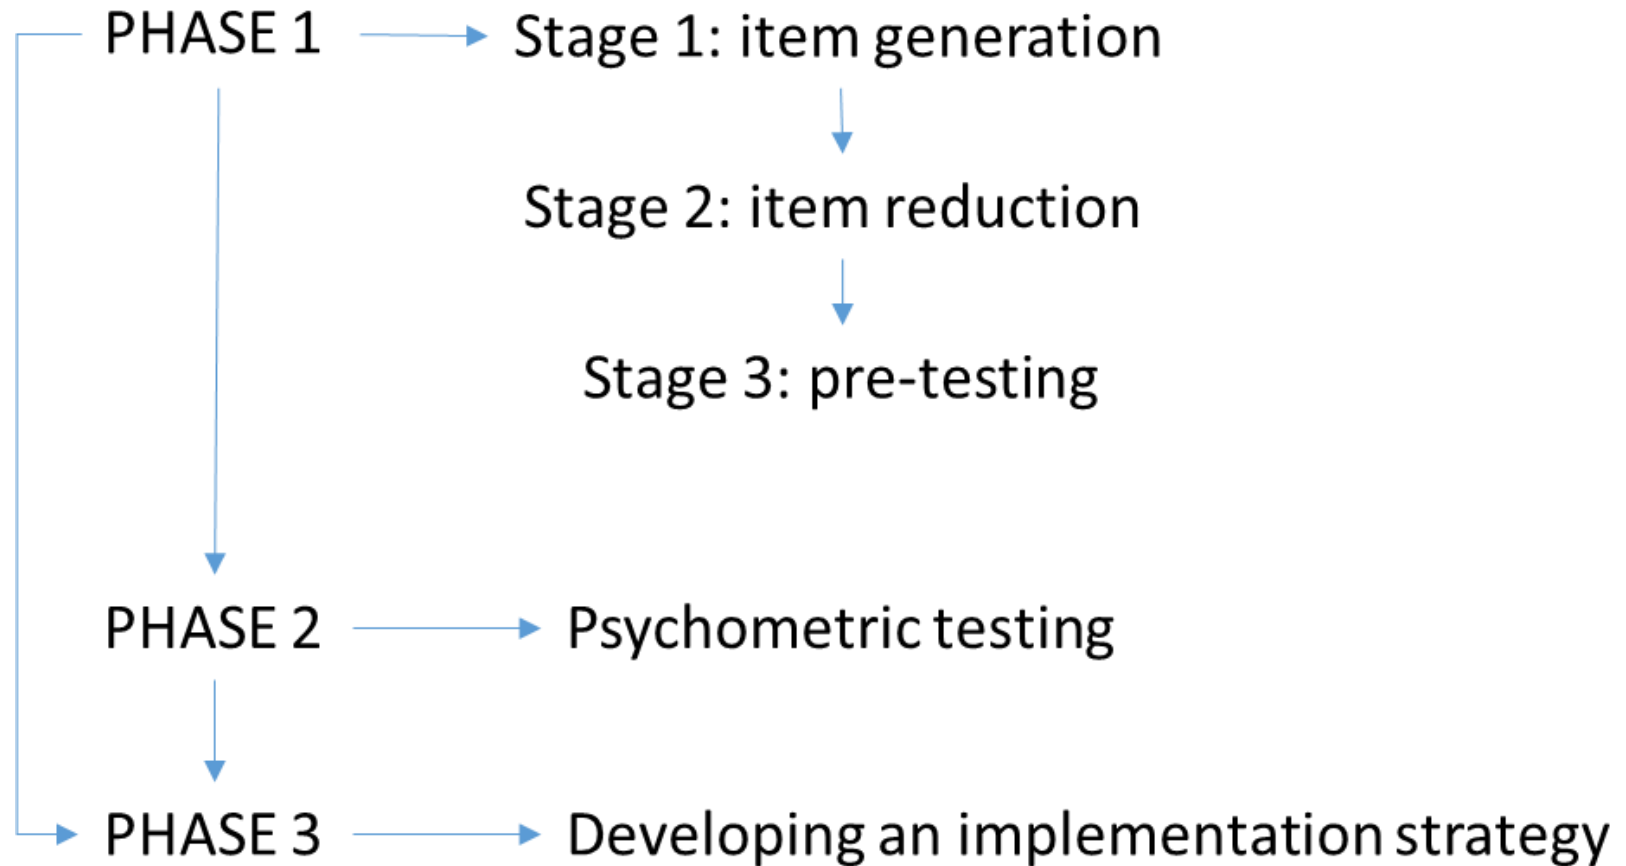 PHASE 1
Stage 1: item generation
Stage 2: item reduction
Stage 3: pre-testing
PHASE 2
Psychometric testing
PHASE 3
Developing an implementation strategy